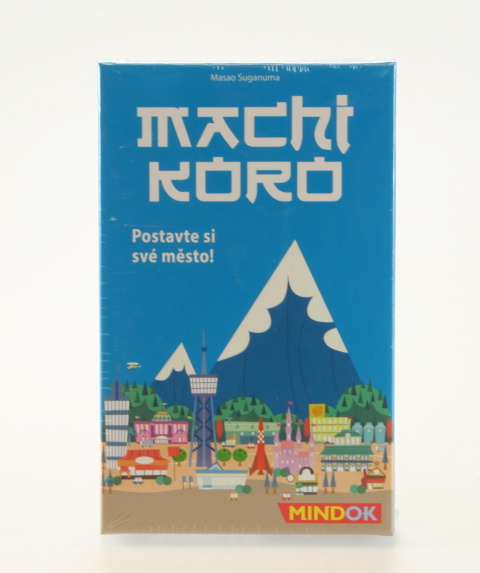 Masao Suganuma
MACHI
KORO
Postavte si
své město!
MINDOK